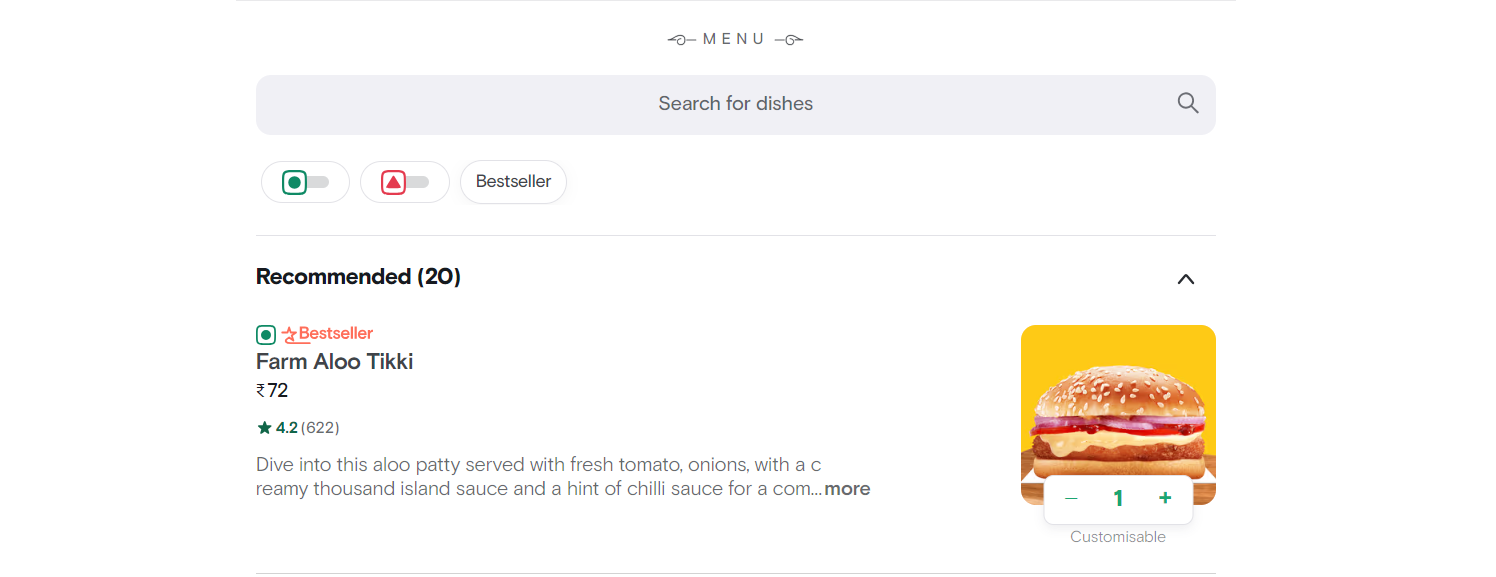 MENU
Search for dishes
Bestseller
Recommended (20)
Bestseller
Farm Aloo Tikki
₹72
4.2 (622)
Dive into this aloo patty served with fresh tomato, onions, with a c
reamy thousand island sauce and a hint of chilli sauce for a com... more
− 1 +
Customisable